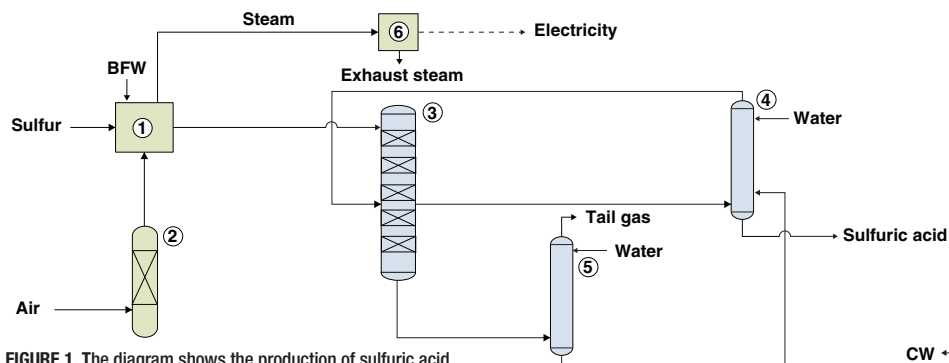 Steam
⑥
Electricity
BFW
Exhaust steam
③
④
Sulfur
①
Water
②
Tail gas
Water
Sulfuric acid
⑤
Air
CW
FIGURE 1. The diagram shows the production of sulfuric acid